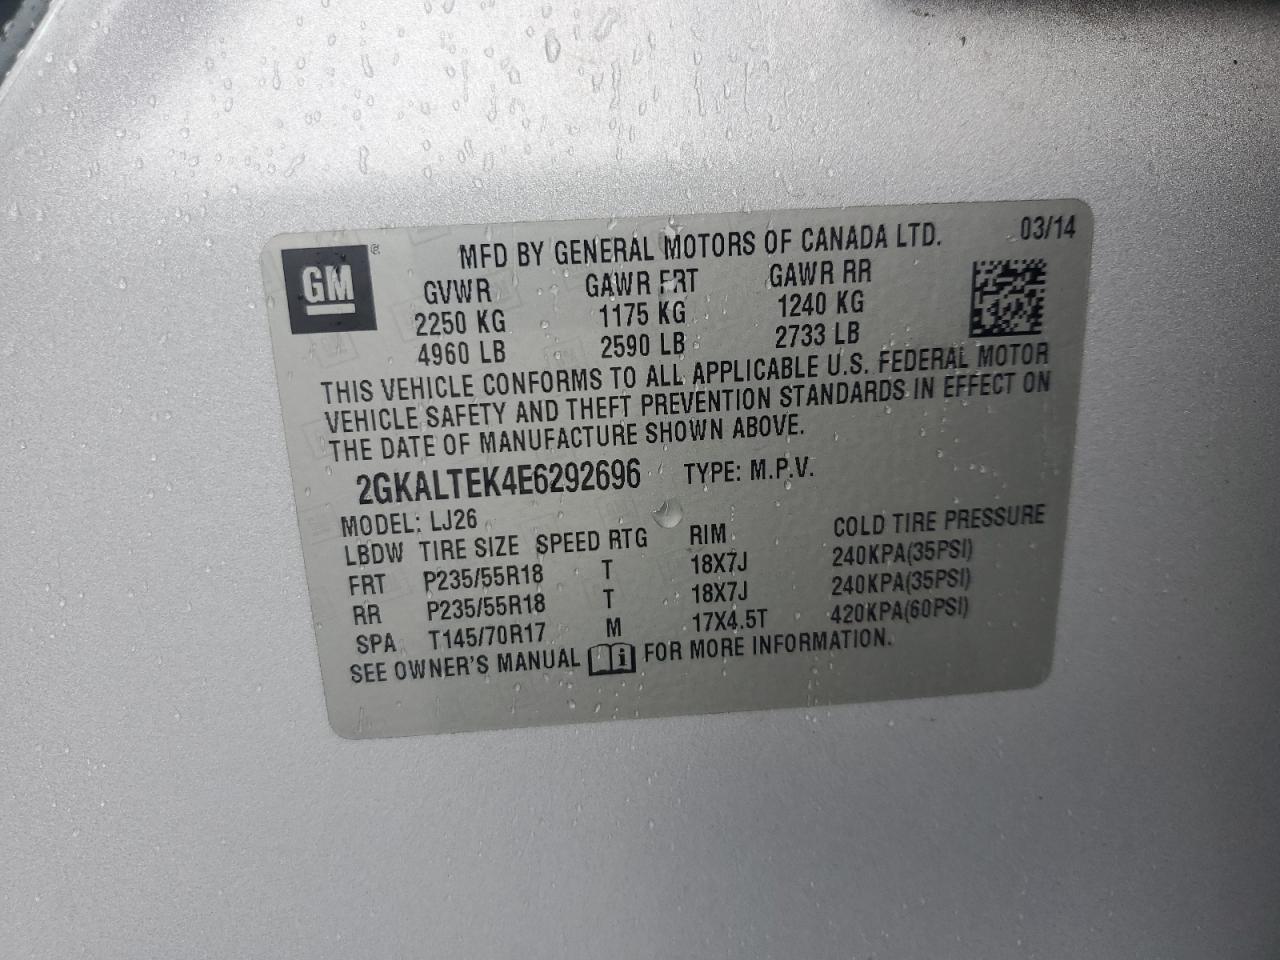 GM ® MFD BY GENERAL MOTORS OF CANADA LTD. 03/14
GVWR GAWR FRT GAWR RR
2250 KG 1175 KG 1240 KG
4960 LB 2590 LB 2733 LB
THIS VEHICLE CONFORMS TO ALL APPLICABLE U.S. FEDERAL MOTOR
VEHICLE SAFETY AND THEFT PREVENTION STANDARDS IN EFFECT ON
THE DATE OF MANUFACTURE SHOWN ABOVE.
2GKALTEK4E6292696 TYPE: M.P.V.
MODEL: LJ26
LBDW TIRE SIZE SPEED RTG RIM COLD TIRE PRESSURE
FRT P235/55R18 T 18X7J 240KPA(35PSI)
RR P235/55R18 T 18X7J 240KPA(35PSI)
SPA T145/70R17 M 17X4.5T 420KPA(60PSI)
SEE OWNER'S MANUAL i FOR MORE INFORMATION.